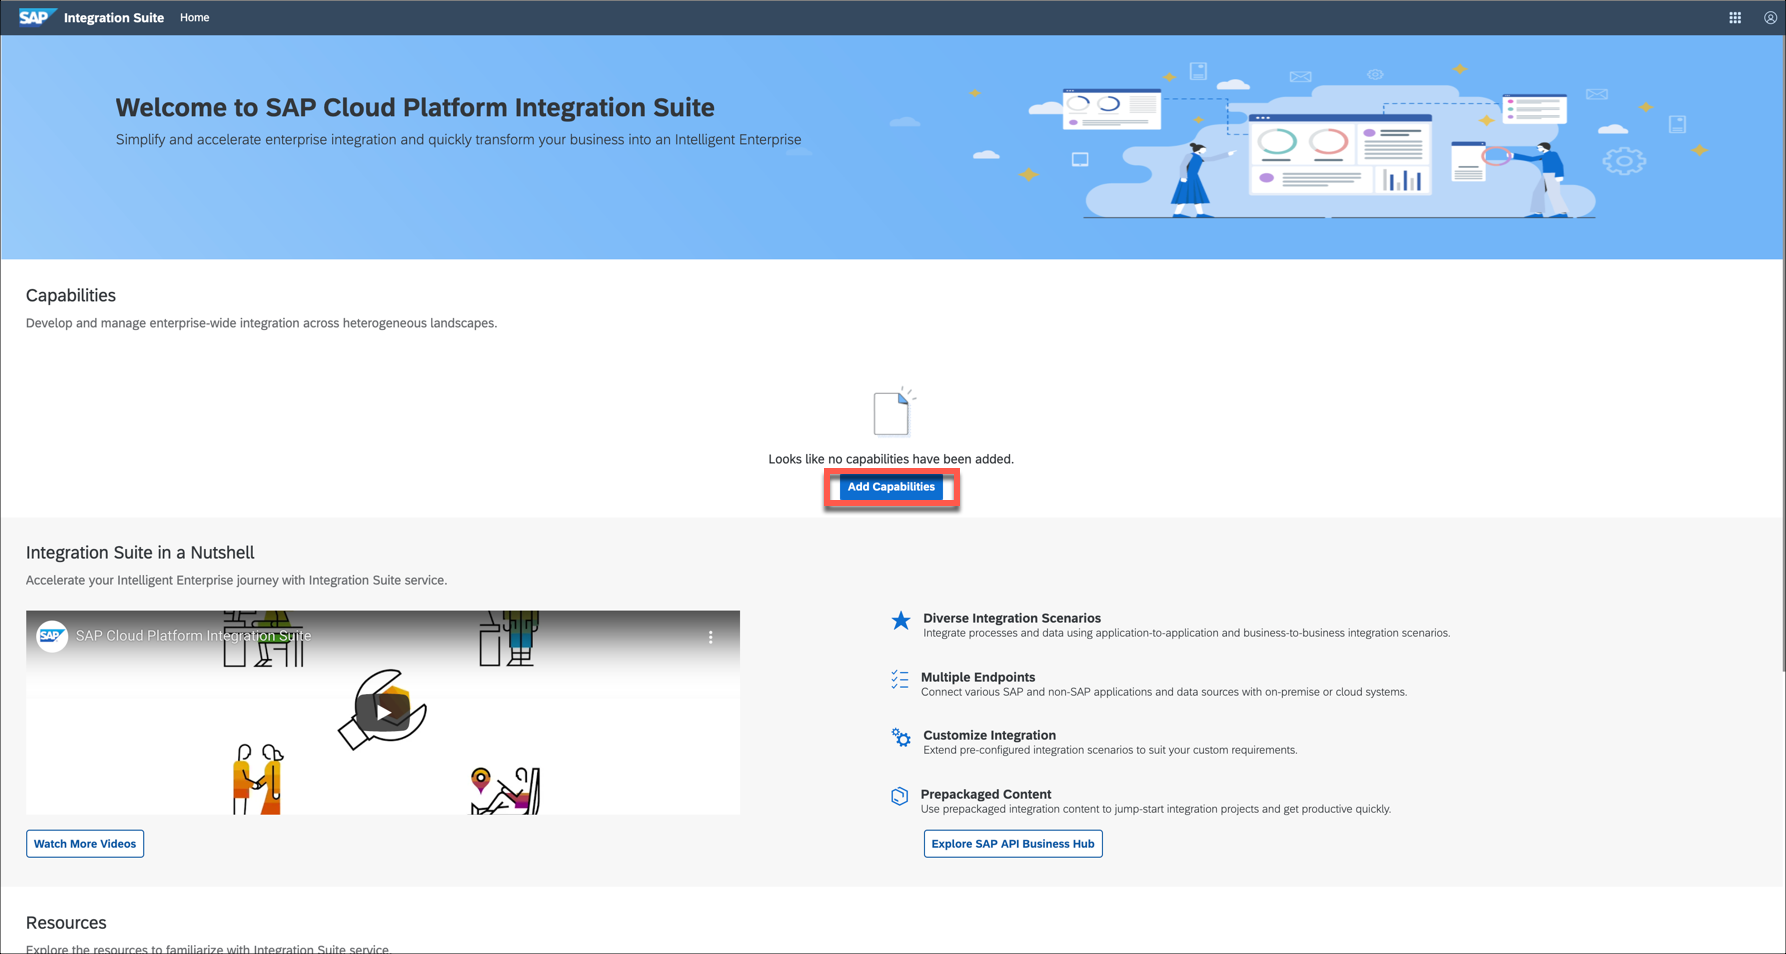 SAP Integration Suite Home
Welcome to SAP Cloud Platform Integration Suite
Simplify and accelerate enterprise integration and quickly transform your business into an Intelligent Enterprise
Capabilities
Develop and manage enterprise-wide integration across heterogeneous landscapes.
Looks like no capabilities have been added.
Add Capabilities
Integration Suite in a Nutshell
Accelerate your Intelligent Enterprise journey with Integration Suite service.
SAP SAP Cloud Platform Integration Suite
Watch More Videos
Diverse Integration Scenarios
Integrate processes and data using application-to-application and business-to-business integration scenarios.
Multiple Endpoints
Connect various SAP and non-SAP applications and data sources with on-premise or cloud systems.
Customize Integration
Extend pre-configured integration scenarios to suit your custom requirements.
Prepackaged Content
Use prepackaged integration content to jump-start integration projects and get productive quickly.
Explore SAP API Business Hub
Resources
Explore the resources to familiarize with Integration Suite service.